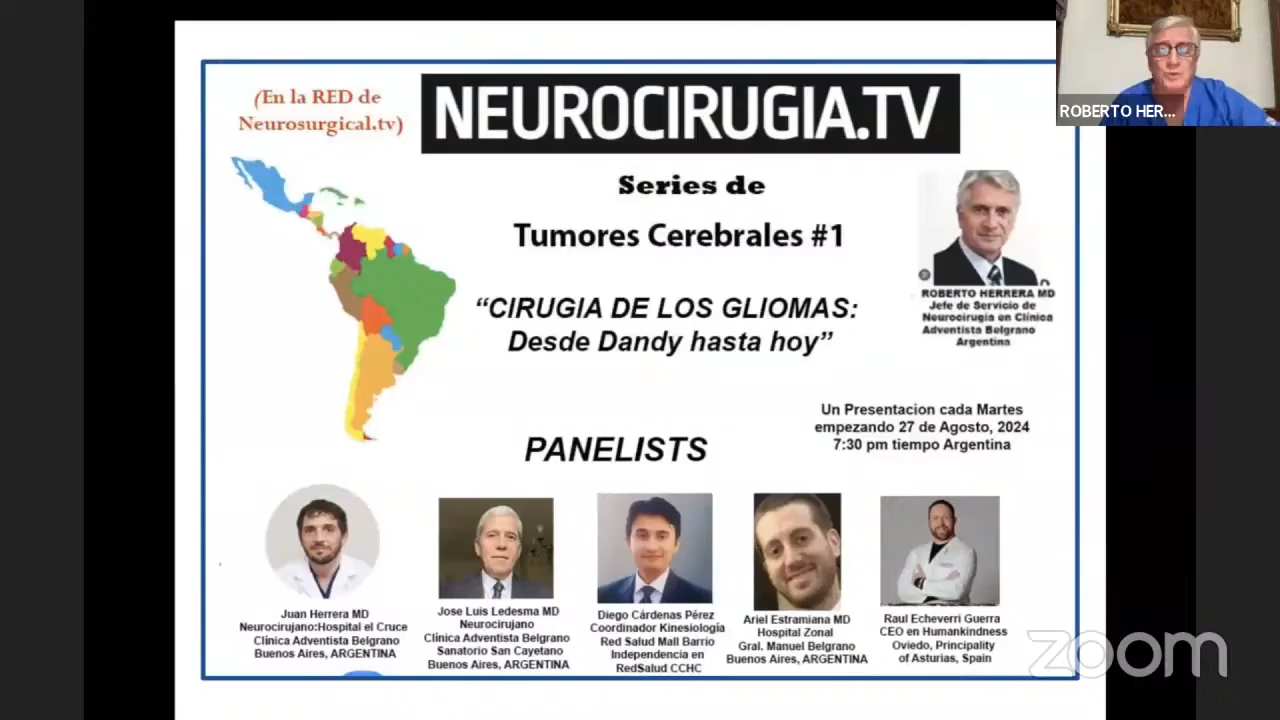 ROBERTO HER...
(En la RED de
Neurosurgical.tv)
NEUROCIRUGIA.TV
Series de
Tumores Cerebrales #1
“CIRUGIA DE LOS GLIOMAS:
Desde Dandy hasta hoy”
ROBERTO HERRERA MD
Jefe de Servicio de
Neurocirugia en Clínica
Adventista Belgrano
Argentina
Un Presentacion cada Martes
empezando 27 de Agosto, 2024
7:30 pm tiempo Argentina
PANELISTS
Juan Herrera MD
Neurocirujano:Hospital el Cruce
Clínica Adventista Belgrano
Buenos Aires, ARGENTINA
Jose Luis Ledesma MD
Neurocirujano
Clínica Adventista Belgrano
Sanatorio San Cayetano
Buenos Aires, ARGENTINA
Diego Cárdenas Pérez
Coordinador Kinesiología
Red Salud Mall Barrio
Independencia en
RedSalud CCHC
Ariel Estramiana MD
Hospital Zonal
Gral. Manuel Belgrano
Buenos Aires, ARGENTINA
Raul Echeverri Guerra
CEO en Humankindness
Oviedo, Principality
of Asturias, Spain
zoom